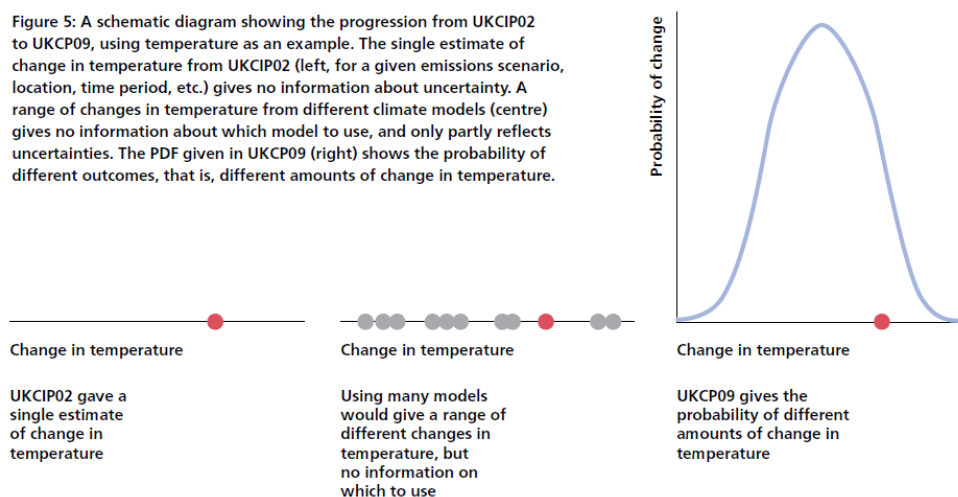 Figure 5: A schematic diagram showing the progression from UKCIP02
to UKCP09, using temperature as an example. The single estimate of
change in temperature from UKCIP02 (left, for a given emissions scenario,
location, time period, etc.) gives no information about uncertainty. A
range of changes in temperature from different climate models (centre)
gives no information about which model to use, and only partly reflects
uncertainties. The PDF given in UKCP09 (right) shows the probability of
different outcomes, that is, different amounts of change in temperature.
Probability of change
Change in temperature
UKCIP02 gave a
single estimate
of change in
temperature
Change in temperature
Using many models
would give a range of
different changes in
temperature, but
no information on
which to use
Change in temperature
UKCP09 gives the
probability of different
amounts of change in
temperature